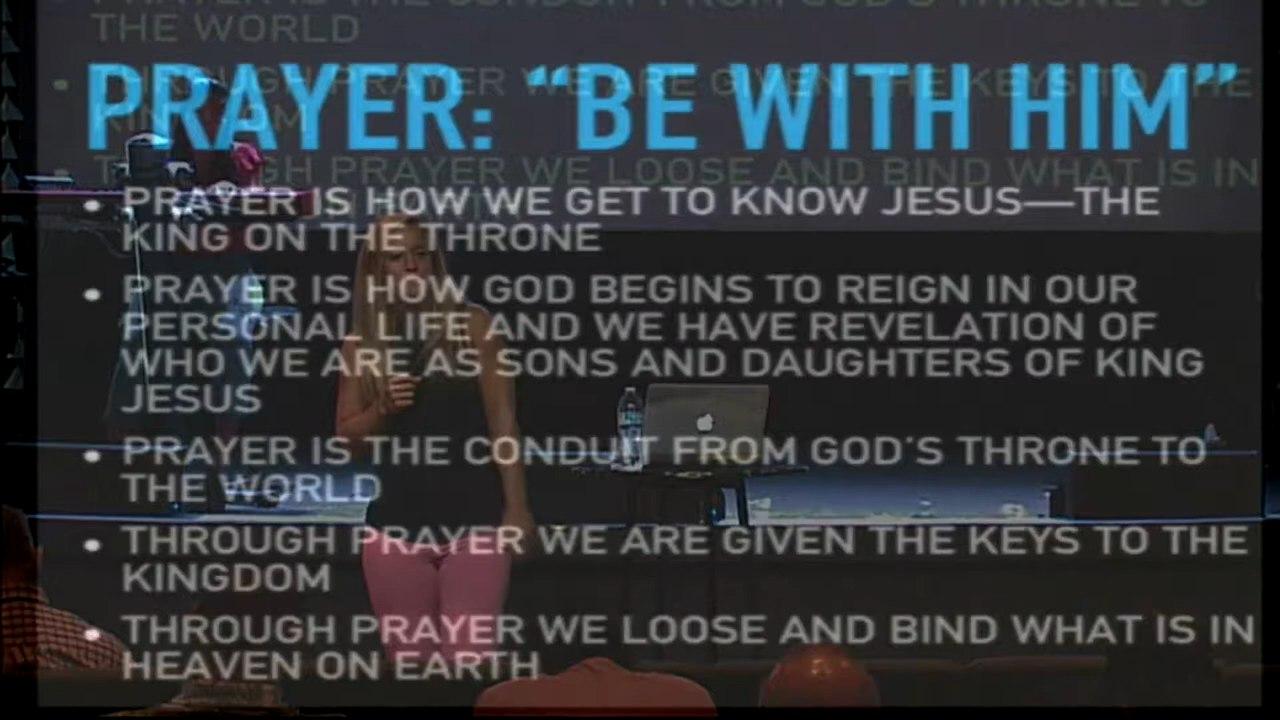 THE WORLD
PRAYER: “BE WITH HIM”
• PRAYER IS HOW WE GET TO KNOW JESUS—THE
KING ON THE THRONE
• PRAYER IS HOW GOD BEGINS TO REIGN IN OUR
PERSONAL LIFE AND WE HAVE REVELATION OF
WHO WE ARE AS SONS AND DAUGHTERS OF KING
JESUS
• PRAYER IS THE CONDUIT FROM GOD'S THRONE TO
THE WORLD
• THROUGH PRAYER WE ARE GIVEN THE KEYS TO THE
KINGDOM
• THROUGH PRAYER WE LOOSE AND BIND WHAT IS IN
HEAVEN ON EARTH